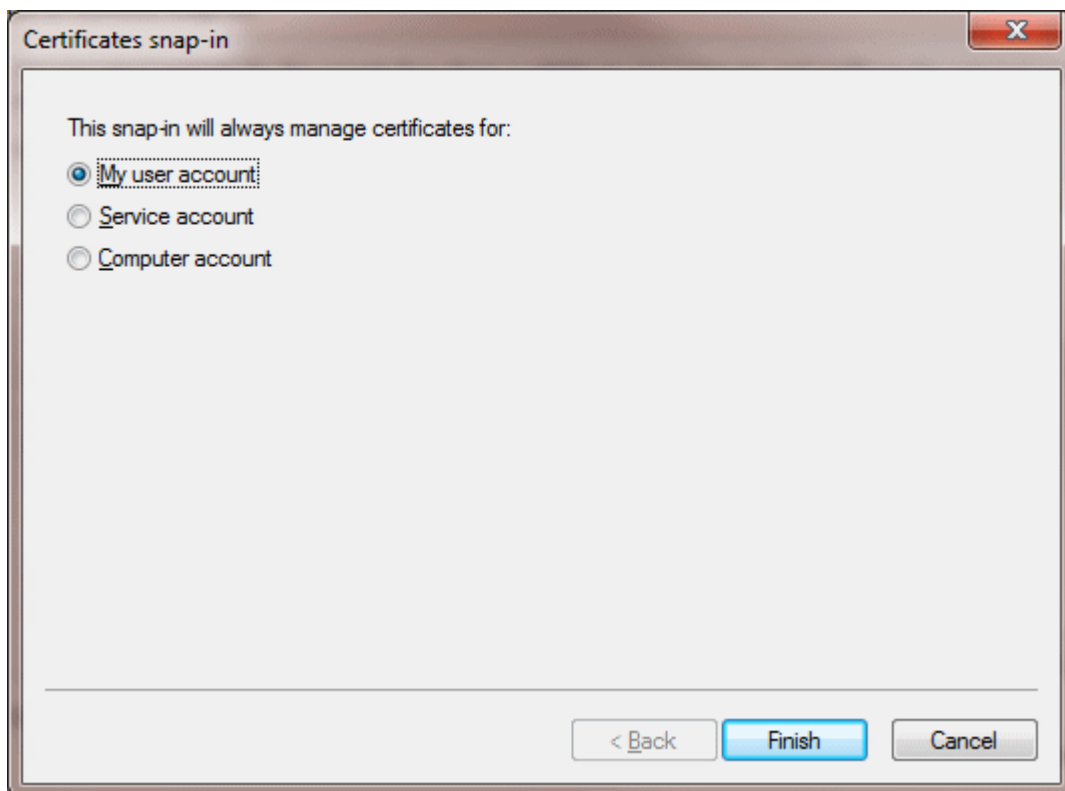 Certificates snap-in
This snap-in will always manage certificates for:
My user account
Service account
Computer account
< Back Finish Cancel